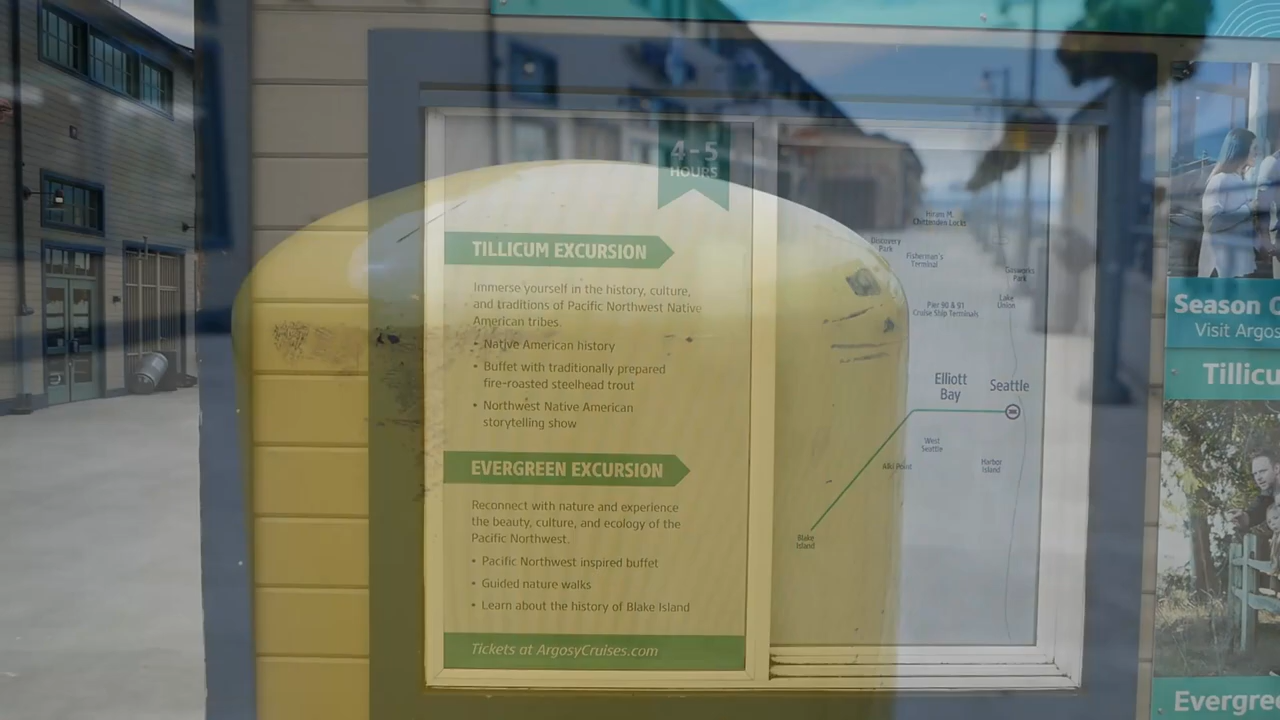 4-5
HOURS
TILLICUM EXCURSION
Immerse yourself in the history, culture,
and traditions of Pacific Northwest Native
American tribes.
• Native American history
• Buffet with traditionally prepared
fire-roasted steelhead trout
• Northwest Native American
storytelling show
EVERGREEN EXCURSION
Reconnect with nature and experience
the beauty, culture, and ecology of the
Pacific Northwest.
• Pacific Northwest inspired buffet
• Guided nature walks
• Learn about the history of Blake Island
Tickets at ArgosyCruises.com
Hiram M.
Chittenden Locks
Discovery
Park
Fisherman's
Terminal
Gasworks
Park
Lake
Union
Pier 90 & 91
Cruise Ship Terminals
Elliott
Bay
Seattle
West
Seattle
Alki Point
Harbor
Island
Blake
Island
Season
Visit Argos
Tillicu
Evergre